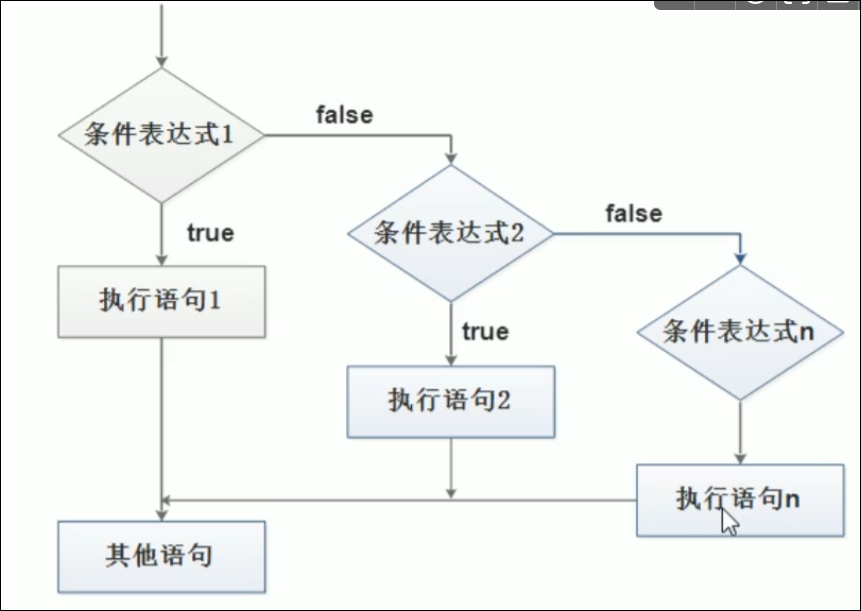 false
条件表达式1
false
true
条件表达式2
执行语句1
true
条件表达式n
执行语句2
执行语句n
其他语句